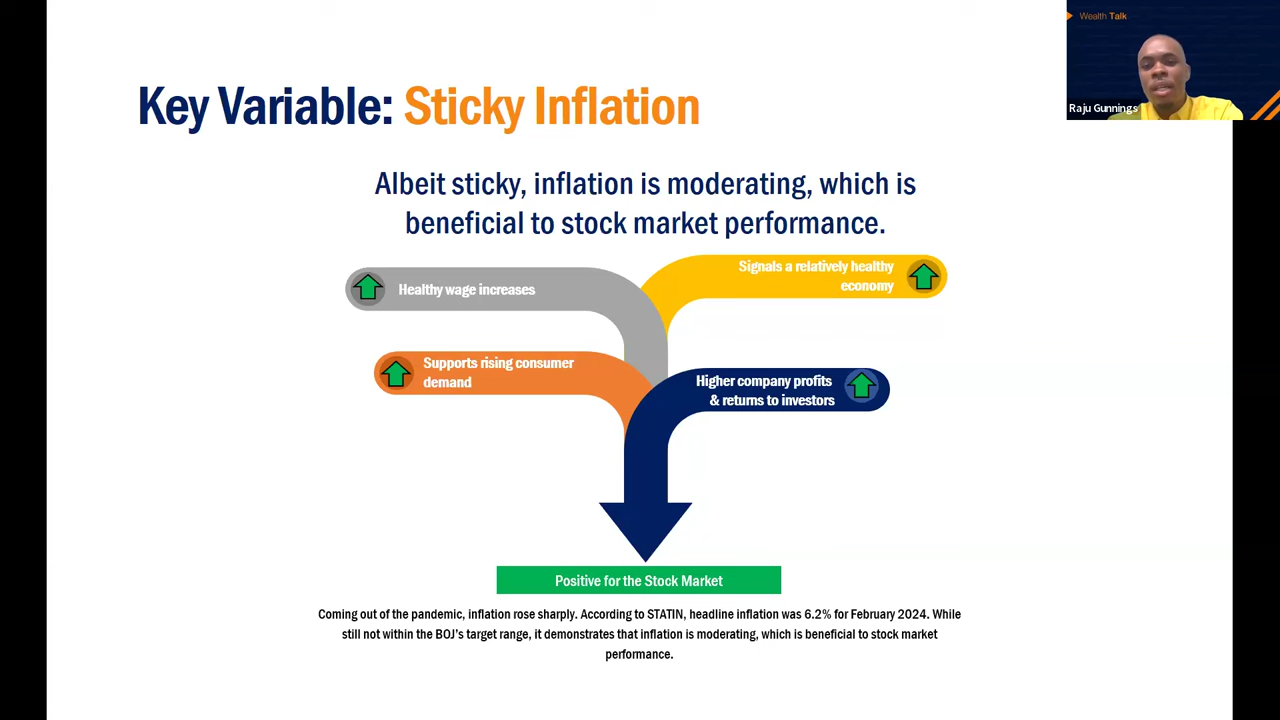 Wealth Talk
Raju Gunnings
Key Variable: Sticky Inflation
Albeit sticky, inflation is moderating, which is
beneficial to stock market performance.
Healthy wage increases
Signals a relatively healthy
economy
Supports rising consumer
demand
Higher company profits
& returns to investors
Positive for the Stock Market
Coming out of the pandemic, inflation rose sharply. According to STATIN, headline inflation was 6.2% for February 2024. While
still not within the BOJ's target range, it demonstrates that inflation is moderating, which is beneficial to stock market
performance.